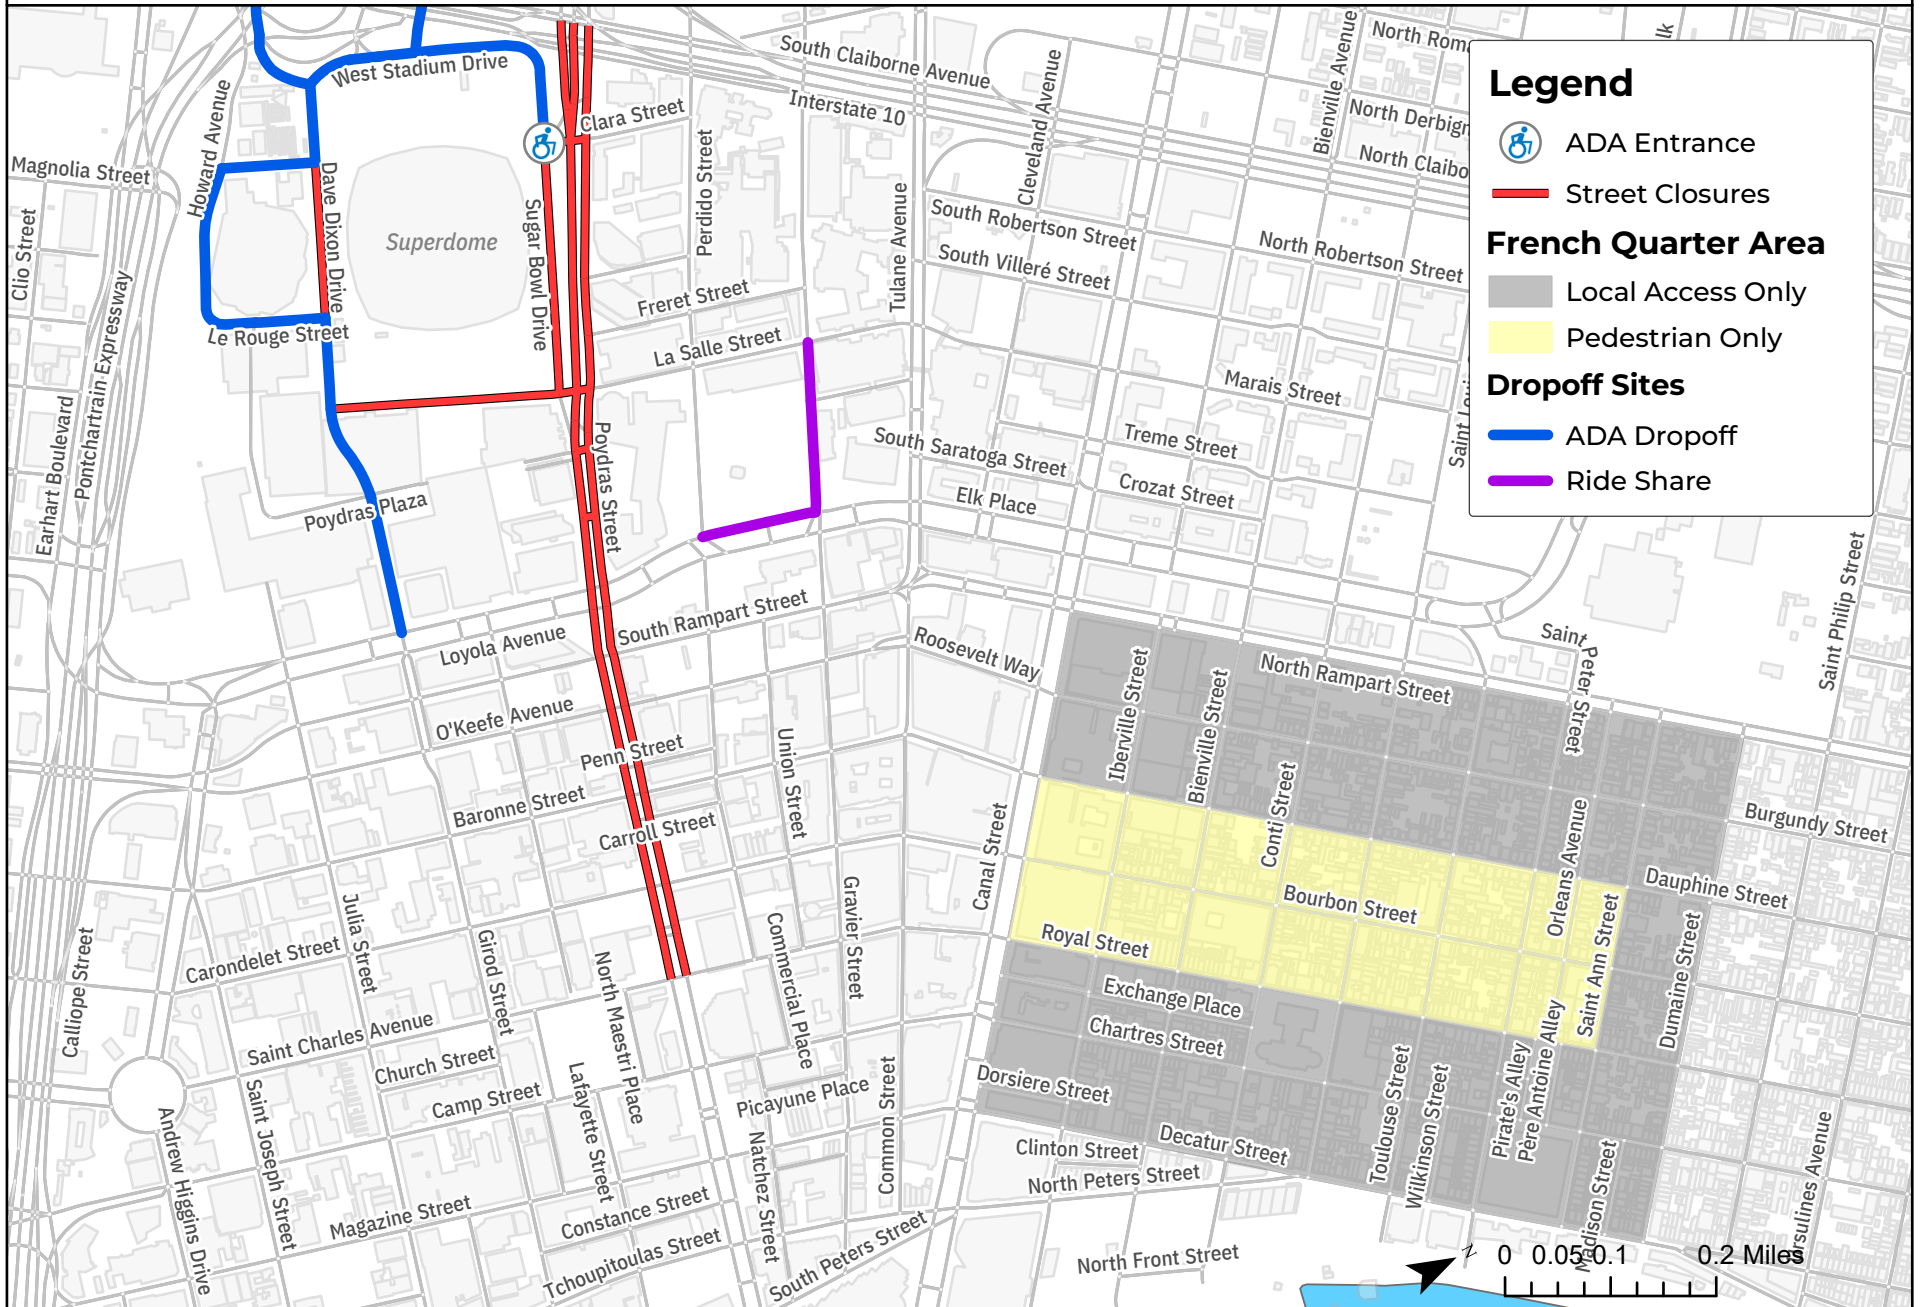 South Claiborne Avenue
North Roma
West Stadium Drive
Clara Street
Interstate 10
Cleveland Avenue
Bienville Avenue
North Derbign
North Claibo
Howard Avenue
Magnolia Street
Dave Dixon Drive
Superdome
Sugar Bowl Drive
Perdido Street
Tulane Avenue
South Robertson Street
North Robertson Street
South Villeré Street
Clio Street
Pontchartrain Expressway
Freret Street
Le Rouge Street
La Salle Street
Marais Street
Earhart Boulevard
Poydras Street
South Saratoga Street
Treme Street
Crozat Street
Elk Place
Poydras Plaza
Legend
ADA Entrance
Street Closures
French Quarter Area
Local Access Only
Pedestrian Only
Dropoff Sites
ADA Dropoff
Ride Share
Saint Philip Street
South Rampart Street
Loyola Avenue
Roosevelt Way
Saint Peter Street
North Rampart Street
Iberville Street
Bienville Street
O'Keefe Avenue
Penn Street
Union Street
Baronne Street
Carroll Street
Canal Street
Conti Street
Orleans Avenue
Burgundy Street
Dauphine Street
Bourbon Street
Saint Ann Street
Dumaine Street
Royal Street
Julia Street
Girod Street
Commercial Place
Gravier Street
Carondelet Street
Calliope Street
North Maestri Place
Exchange Place
Chartres Street
Saint Charles Avenue
Church Street
Camp Street
Lafayette Street
Picayune Place
Common Street
Dorsiere Street
Toulouse Street
Wilkinson Street
Pirate's Alley
Père Antoine Alley
Andrew Higgins Drive
Saint Joseph Street
Natchez Street
Clinton Street
Decatur Street
North Peters Street
Madison Street
rsulines Avenue
Magazine Street
Constance Street
Tchoupitoulas Street
South Peters Street
North Front Street
N
0 0.05 0.1 0.2 Miles